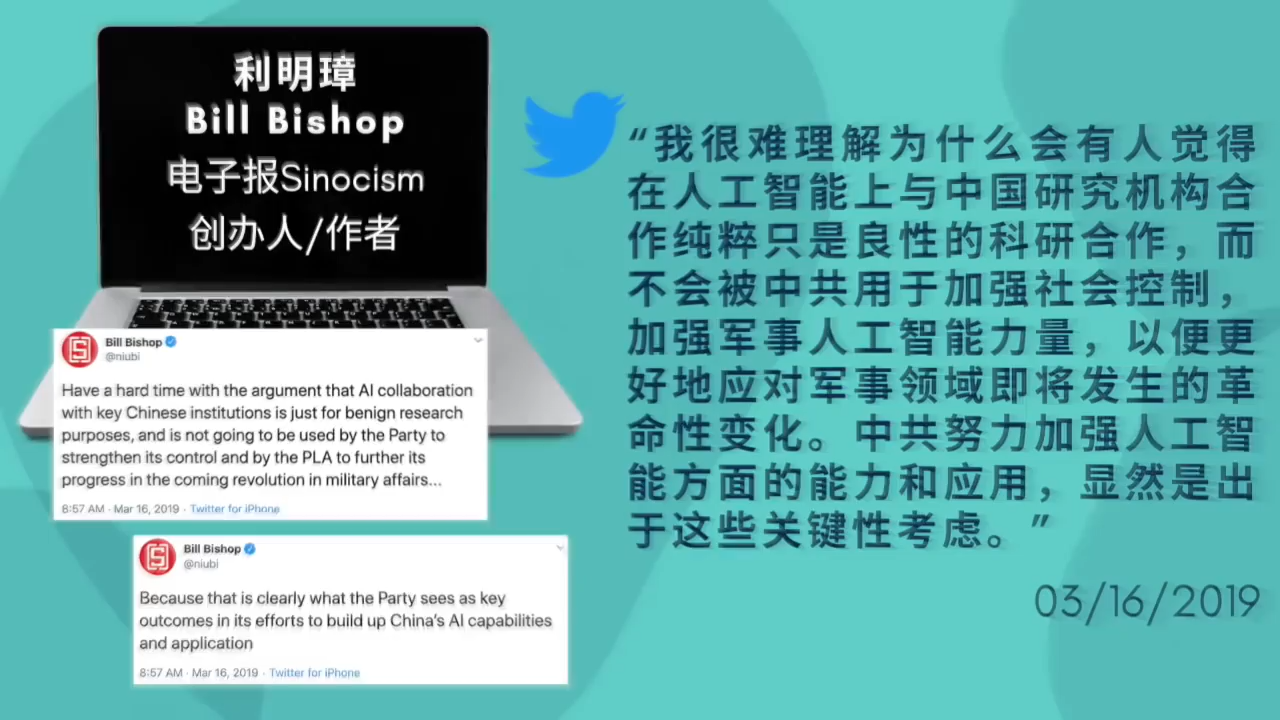 利明璋
Bill Bishop
电子报Sinocism
创办人/作者
Bill Bishop
@niubi
Have a hard time with the argument that AI collaboration
with key Chinese institutions is just for benign research
purposes, and is not going to be used by the Party to
strengthen its control and by the PLA to further its
progress in the coming revolution in military affairs...
8:57 AM · Mar 16, 2019 · Twitter for iPhone
Bill Bishop
@niubi
Because that is clearly what the Party sees as key
outcomes in its efforts to build up China's AI capabilities
and application
8:57 AM · Mar 16, 2019 · Twitter for iPhone
“我很难理解为什么会有人觉得
在人工智能上与中国研究机构合
作纯粹只是良性的科研合作，而
不会被中共用于加强社会控制，
加强军事人工智能力量，以便更
好地应对军事领域即将发生的革
命性变化。中共努力加强人工智
能方面的能力和应用，显然是出
于这些关键性考虑。”
03/16/2019